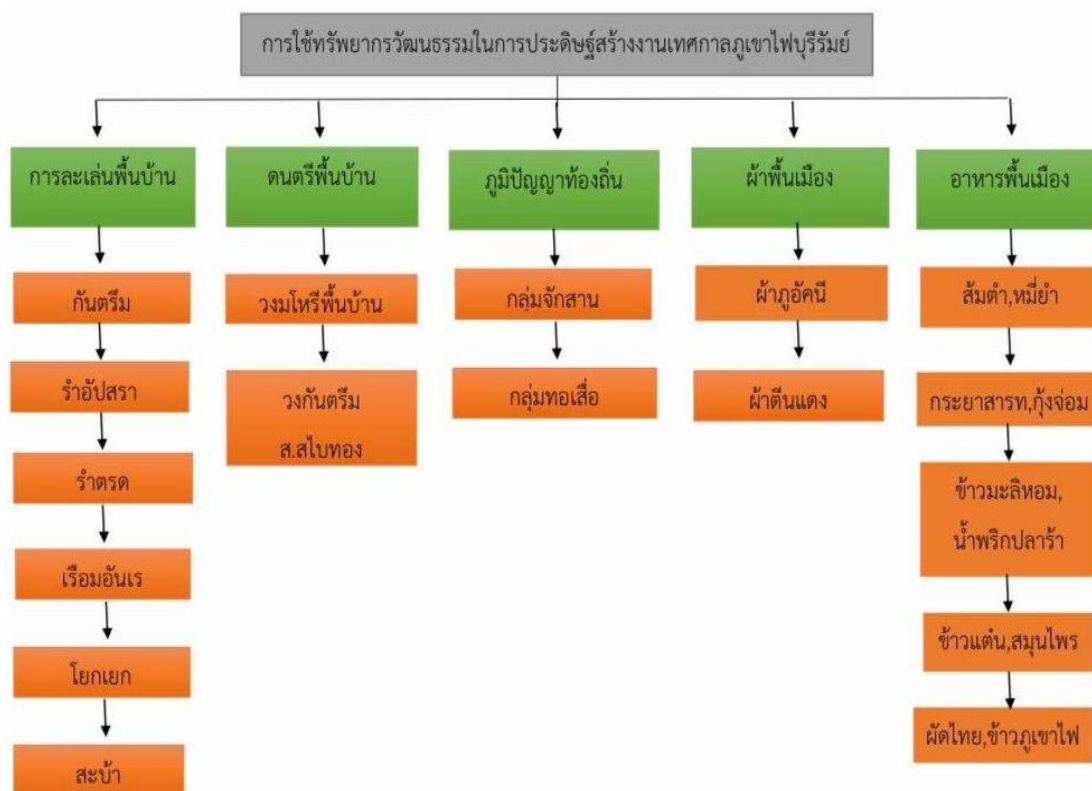 การใช้ทรัพยากรวัฒนธรรมในการประดิษฐ์สร้างงานเทศกาลภูเขาไฟบุรีรัมย์
การละเล่นพื้นบ้าน
กันตรึม
รำอัปสรา
รำตรด
เรือมอันเร
โยกเยก
สะบ้า
ดนตรีพื้นบ้าน
วงมโหรีพื้นบ้าน
วงกันตรึม
ส.สไบทอง
ภูมิปัญญาท้องถิ่น
กลุ่มจักสาน
กลุ่มทอเสื่อ
ผ้าพื้นเมือง
ผ้าภูอัคนี
ผ้าตีนแดง
อาหารพื้นเมือง
ส้มตำ,หมี่ยำ
กระยาสารท,กุ้งจ่อม
ข้าวมะลิหอม,
น้ำพริกปลาร้า
ข้าวแต๋น,สมุนไพร
ผัดไทย,ข้าวภูเขาไฟ